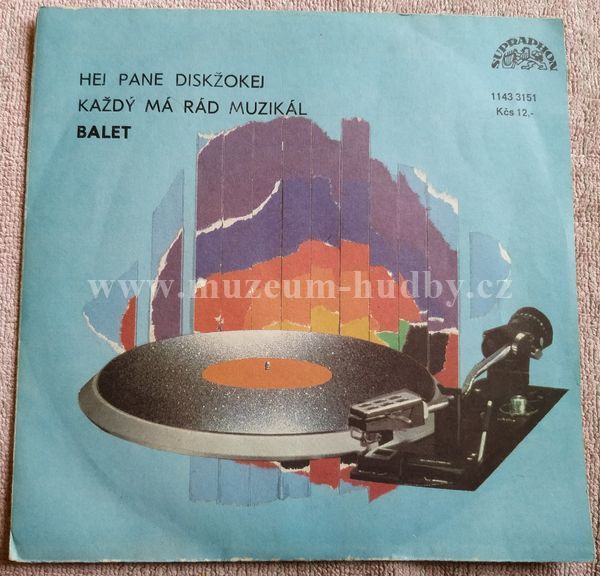 HEJ PANE DISKŽOKEJ
KAŽDÝ MÁ RÁD MUZIKÁL
BALET
SUPRAPHON
1143 3151
Kčs 12,-
www.muzeum-hudby.cz